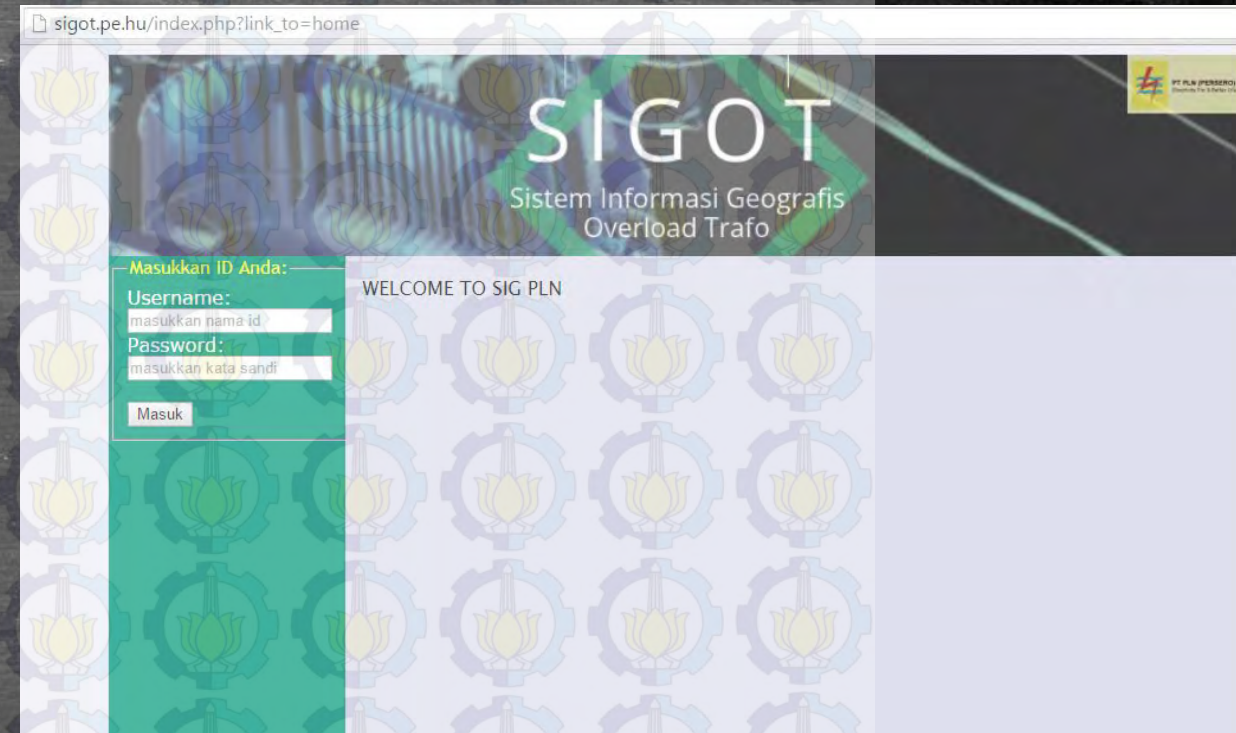 sigot.pe.hu/index.php?link_to=home
SIGOT
Sistem Informasi Geografis
Overload Trafo
PT PLN (PERSERO)
Masukkan ID Anda:
Username:
masukkan nama id
Password:
masukkan kata sandi
Masuk
WELCOME TO SIG PLN